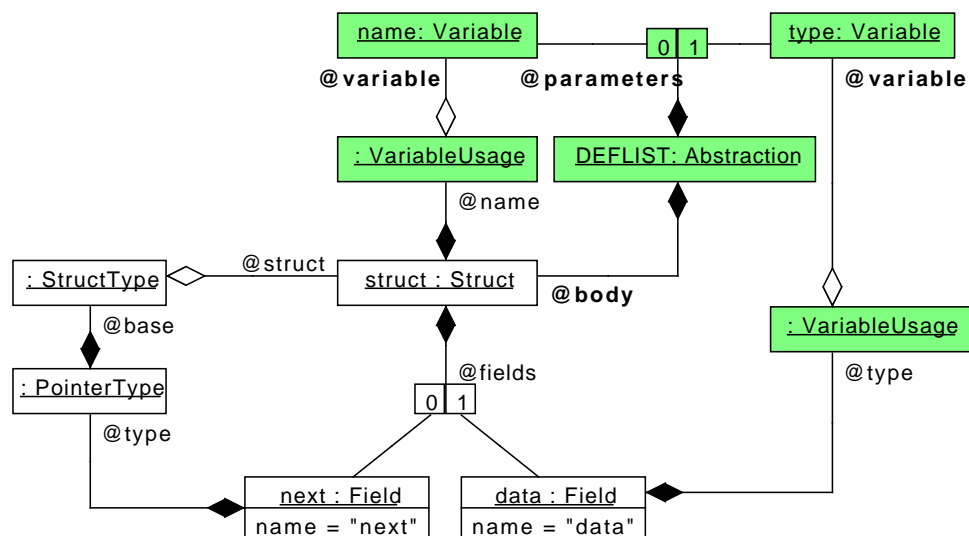 name: Variable
0 1
type: Variable
@variable
@parameters
@variable
: VariableUsage
DEFLIST: Abstraction
@name
@struct
: StructType
struct : Struct
@body
@base
: VariableUsage
@fields
: PointerType
@type
0 1
@type
next : Field
name = "next"
data : Field
name = "data"